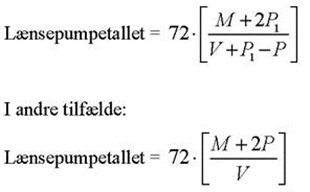 Lænsepumpetallet = 72·[(M+2P₁)/(V+P₁−P)]
I andre tilfælde:
Lænsepumpetallet = 72·[(M+2P)/V]